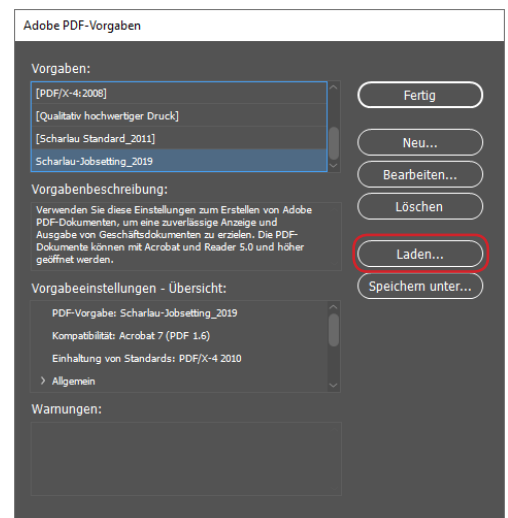 Adobe PDF-Vorgaben
Vorgaben:
[PDF/X-4:2008]
[Qualitativ hochwertiger Druck]
[Scharlau Standard_2011]
Scharlau-Jobsetting_2019
Fertig
Neu...
Bearbeiten...
Löschen
Laden...
Speichern unter...
Vorgabenbeschreibung:
Verwenden Sie diese Einstellungen zum Erstellen von Adobe
PDF-Dokumenten, um eine zuverlässige Anzeige und
Ausgabe von Geschäftsdokumenten zu erzielen. Die PDF-
Dokumente können mit Acrobat und Reader 5.0 und höher
geöffnet werden.
Vorgabeeinstellungen - Übersicht:
PDF-Vorgabe: Scharlau-Jobsetting_2019
Kompatibilität: Acrobat 7 (PDF 1.6)
Einhaltung von Standards: PDF/X-4 2010
> Allgemein
Warnungen: